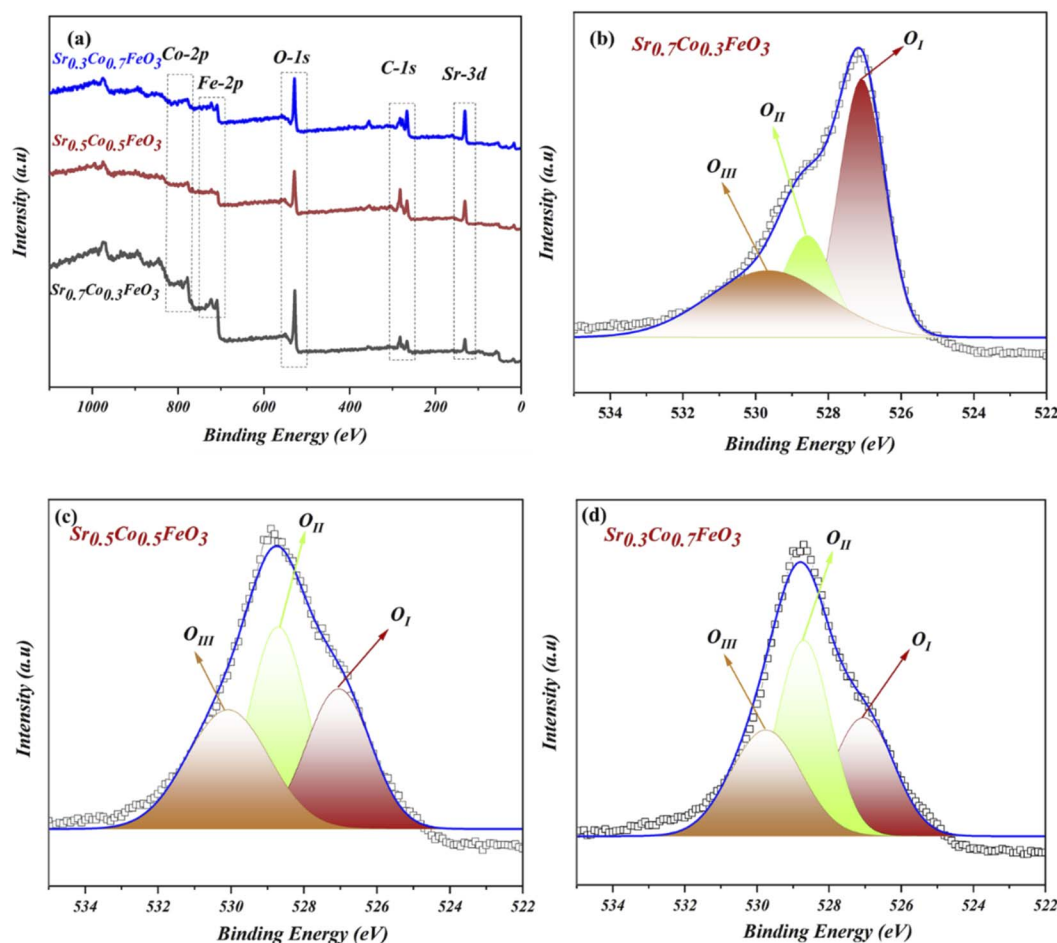 (a)
Co-2p
O-1s
Sr0.3Co0.7FeO3
Fe-2p
C-1s
Sr-3d
Sr0.5Co0.5FeO3
Sr0.7Co0.3FeO3
Intensity (a.u)
1000 800 600 400 200 0
Binding Energy (eV)
(b)
Sr0.7Co0.3FeO3
OI
OII
OIII
Intensity (a.u)
534 532 530 528 526 524 522
Binding Energy (eV)
(c)
Sr0.5Co0.5FeO3
OII
OIII
OI
Intensity (a.u)
534 532 530 528 526 524 522
Binding Energy (eV)
(d)
Sr0.3Co0.7FeO3
OII
OIII
OI
Intensity (a.u)
534 532 530 528 526 524 522
Binding Energy (eV)